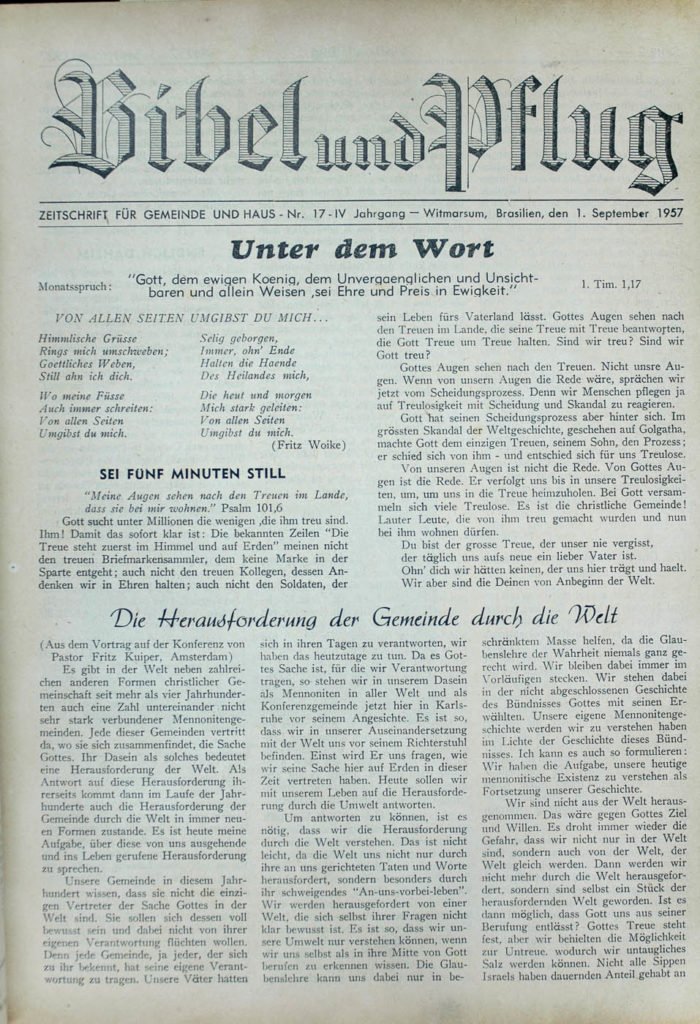 Bibel und Pflug
ZEITSCHRIFT FÜR GEMEINDE UND HAUS - Nr. 17 - IV Jahrgang — Witmarsum, Brasilien, den 1. September 1957
Unter dem Wort
Monatsspruch:
"Gott, dem ewigen Koenig, dem Unvergaenglichen und Unsicht-
baren und allein Weisen ,sei Ehre und Preis in Ewigkeit."
1. Tim. 1,17
VON ALLEN SEITEN UMGIBST DU MICH...
Himmlische Grüsse
Rings mich umschweben;
Goettliches Weben,
Still ahn ich dich.
Wo meine Füsse
Auch immer schreiten:
Von allen Seiten
Umgibst du mich.
Selig geborgen,
Immer, ohn' Ende
Halten die Haende
Des Heilandes mich,
Die heut und morgen
Mich stark geleiten:
Von allen Seiten
Umgibst du mich.
(Fritz Woike)
SEI FÜNF MINUTEN STILL
"Meine Augen sehen nach den Treuen im Lande,
dass sie bei mir wohnen." Psalm 101,6
Gott sucht unter Millionen die wenigen ,die ihm treu sind.
Ihm! Damit das sofort klar ist: Die bekannten Zeilen "Die
Treue steht zuerst im Himmel und auf Erden" meinen nicht
den treuen Briefmarkensammler, dem keine Marke in der
Sparte entgeht; auch nicht den treuen Kollegen, dessen An-
denken wir in Ehren halten; auch nicht den Soldaten, der
sein Leben fürs Vaterland lässt. Gottes Augen sehen nach
den Treuen im Lande, die seine Treue mit Treue beantworten,
die Gott Treue um Treue halten. Sind wir treu? Sind wir
Gott treu?
Gottes Augen sehen nach den Treuen. Nicht unsre Au-
gen. Wenn von unsern Augen die Rede wäre, sprächen wir
jetzt vom Scheidungsprozess. Denn wir Menschen pflegen ja
auf Treulosigkeit mit Scheidung und Skandal zu reagieren.
Gott hat seinen Scheidungsprozess aber hinter sich. Im
grössten Skandal der Weltgeschichte, geschehen auf Golgatha,
machte Gott dem einzigen Treuen, seinem Sohn, den Prozess;
er schied sich von ihm - und entschied sich für uns Treulose.
Von unseren Augen ist nicht die Rede. Von Gottes Au-
gen ist die Rede. Er verfolgt uns bis in unsre Treulosigkei-
ten, um, um uns in die Treue heimzuholen. Bei Gott versam-
meln sich viele Treulose. Es ist die christliche Gemeinde!
Lauter Leute, die von ihm treu gemacht wurden und nun
bei ihm wohnen dürfen.
Du bist der grosse Treue, der unser nie vergisst,
der täglich uns aufs neue ein lieber Vater ist.
Ohn' dich wir hätten keinen, der uns hier trägt und haelt.
Wir aber sind die Deinen von Anbeginn der Welt.
Die Herausforderung der Gemeinde durch die Welt
(Aus dem Vortrag auf der Konferenz von
Pastor Fritz Kuiper, Amsterdam)
Es gibt in der Welt neben zahlrei-
chen anderen Formen christlicher Ge-
meinschaft seit mehr als vier Jahrhunder-
ten auch eine Zahl untereinander nicht
sehr stark verbundener Mennonitenge-
meinden. Jede dieser Gemeinden vertritt
da, wo sie sich zusammenfindet, die Sache
Gottes. Ihr Dasein als solches bedeutet
eine Herausforderung der Welt. Als
Antwort auf diese Herausforderung ih-
rerseits kommt dann im Laufe der Jahr-
hunderte auch die Herausforderung der
Gemeinde durch die Welt in immer neu-
en Formen zustande. Es ist heute meine
Aufgabe, über diese von uns ausgehende
und ins Leben gerufene Herausforderung
zu sprechen.
Unsere Gemeinde in diesem Jahr-
hundert wissen, dass sie nicht die einzi-
gen Vertreter der Sache Gottes in der
Welt sind. Sie sollen sich dessen voll
bewusst sein und dabei nicht von ihrer
eigenen Verantwortung flüchten wollen.
Denn jede Gemeinde, ja jeder, der sich
zu ihr bekennt, hat seine eigene Verant-
wortung zu tragen. Unsere Väter hatten
sich in ihren Tagen zu verantworten, wir
haben das heutzutage zu tun. Da es Got-
tes Sache ist, für die wir Verantwortung
tragen, so stehen wir in unserem Dasein
als Mennoniten in aller Welt und als
Konferenzgemeinde jetzt hier in Karls-
ruhe vor seinem Angesichte. Es ist so,
dass wir in unserer Auseinandersetzung
mit der Welt uns vor seinem Richterstuhl
befinden. Einst wird Er uns fragen, wie
wir seine Sache hier auf Erden in dieser
Zeit vertreten haben. Heute sollen wir
mit unserem Leben auf die Herausforde-
rung durch die Umwelt antworten.
Um antworten zu können, ist es
nötig, dass wir die Herausforderung
durch die Welt verstehen. Das ist nicht
leicht, da die Welt uns nicht nur durch
ihre an uns gerichteten Taten und Worte
herausfordert, sondern besonders durch
ihr schweigendes "An-uns-vorbei-leben".
Wir werden herausgefordert von einer
Welt, die sich selbst ihrer Fragen nicht
klar bewusst ist. Es ist so, dass wir un-
sere Umwelt nur verstehen können, wenn
wir uns selbst als in ihre Mitte von Gott
berufen zu erkennen wissen. Die Glau-
benslehre kann uns dabei nur in be-
schränktem Masse helfen, da die Glau-
benslehre der Wahrheit niemals ganz ge-
recht wird. Wir bleiben dabei immer im
Vorläufigen stecken. Wir stehen dabei
in der nicht abgeschlossenen Geschichte
des Bündnisses Gottes mit seinen Er-
wählten. Unsere eigene Mennonitenge-
schichte werden wir zu verstehen haben
im Lichte der Geschichte dieses Bünd-
nisses. Ich kann es auch so formulieren:
Wir haben die Aufgabe, unsere heutige
mennonitische Existenz zu verstehen als
Fortsetzung unserer Geschichte.
Wir sind nicht aus der Welt heraus-
genommen. Das wäre gegen Gottes Ziel
und Willen. Es droht immer wieder die
Gefahr, dass wir nicht nur in der Welt
sind, sondern auch von der Welt, der
Welt gleich werden. Dann werden wir
nicht mehr durch die Welt herausgefor-
dert, sondern sind selbst ein Stück der
herausfordernden Welt geworden. Ist es
dann möglich, dass Gott uns aus seiner
Berufung entlässt? Gottes Treue steht
fest, aber wir behielten die Möglichkeit
zur Untreue, wodurch wir untaugliches
Salz werden können. Nicht alle Sippen
Israels haben dauernden Anteil gehabt an